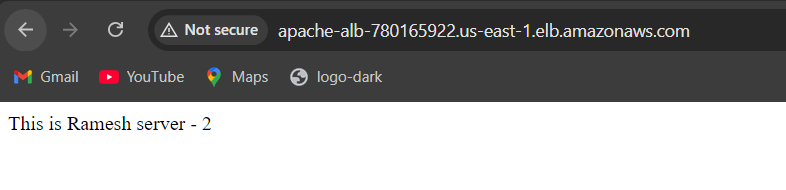 Not secure apache-alb-780165922.us-east-1.elb.amazonaws.com
Gmail YouTube Maps logo-dark
This is Ramesh server - 2